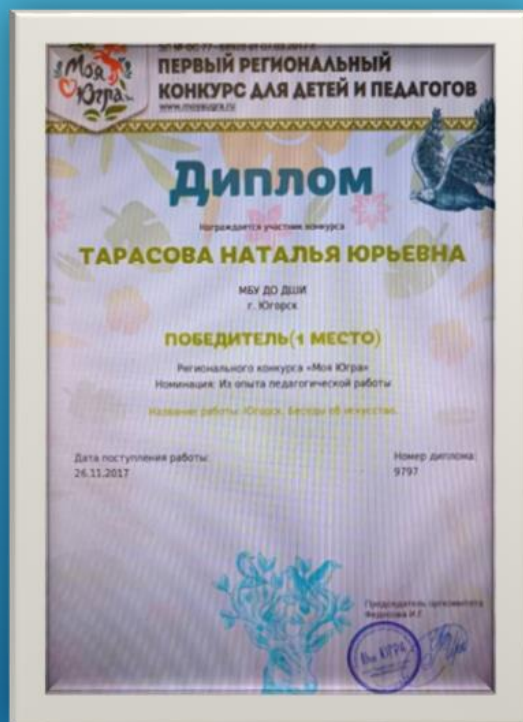 Моя
Югра
ПЕРВЫЙ РЕГИОНАЛЬНЫЙ
КОНКУРС ДЛЯ ДЕТЕЙ И ПЕДАГОГОВ
www.moyaugra.ru
Диплом
Награждается участник конкурса
ТАРАСОВА НАТАЛЬЯ ЮРЬЕВНА
МБУ ДО ДШИ
г. Югорск
ПОБЕДИТЕЛЬ(1 МЕСТО)
Регионального конкурса «Моя Югра»
Номинация: Из опыта педагогической работы
Название работы: Югорск. Беседы об искусстве.
Дата поступления работы:
26.11.2017
Номер диплома:
9797
Председатель оргкомитета